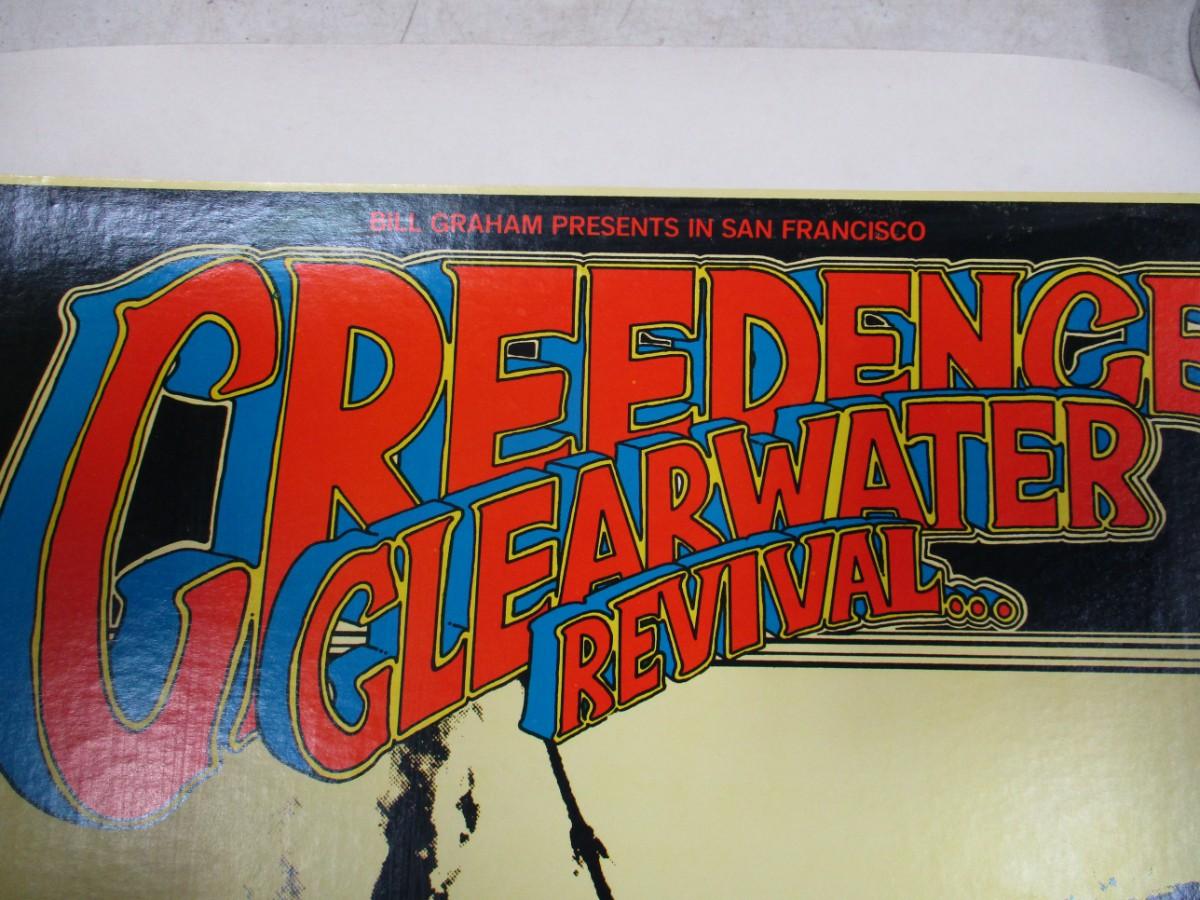 BILL GRAHAM PRESENTS IN SAN FRANCISCO
CREEDENCE
CLEARWATER
REVIVAL...